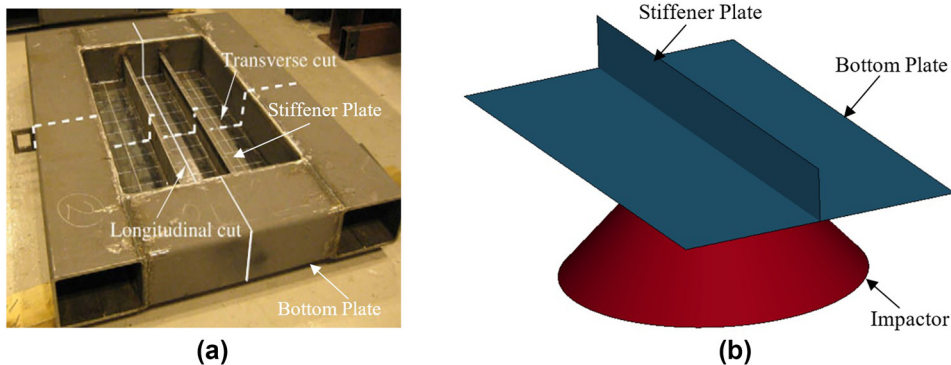 Transverse cut
Stiffener Plate
Longitudinal cut
Bottom Plate
(a)
Stiffener Plate
Bottom Plate
Impactor
(b)